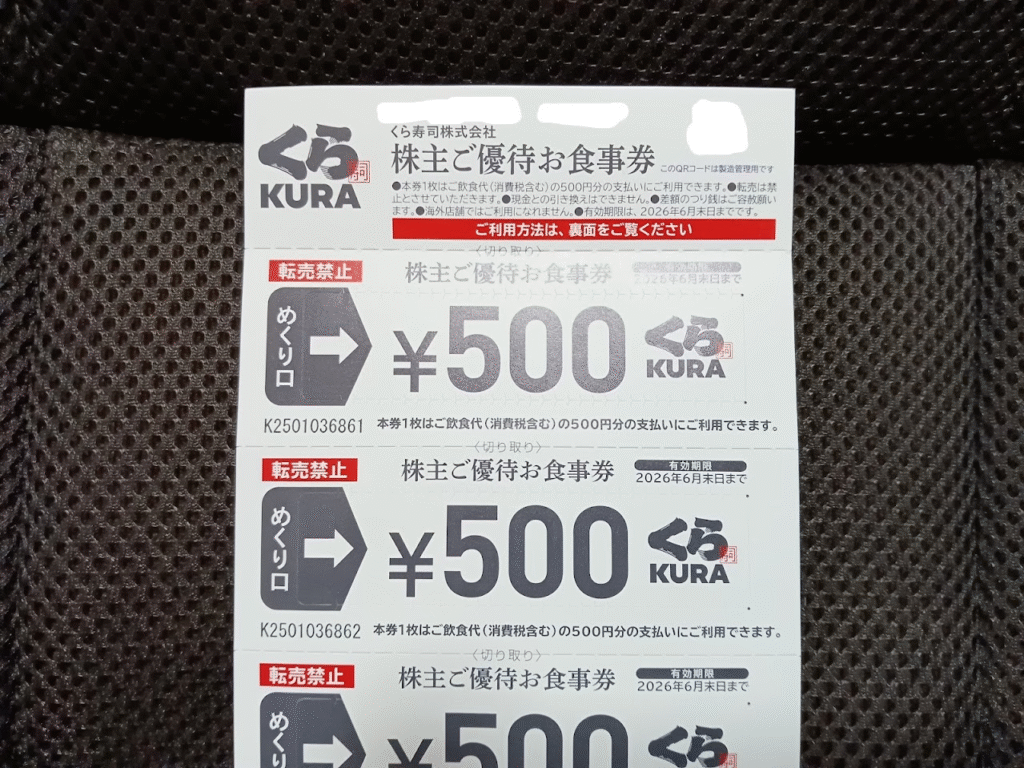 くら
KURA
くら寿司株式会社
株主ご優待お食事券
このQRコードは製造管理用です
●本券1枚はご飲食代（消費税含む）の500円分の支払いにご利用できます。●転売は禁
止とさせていただきます。●現金との引き換えはできません。●差額のつり銭はご容赦願い
ます。●海外店舗ではご利用になれません。●有効期限は、2026年6月末日までです。
ご利用方法は、裏面をご覧ください
〈切り取り〉
転売禁止
株主ご優待お食事券
有効期限
2026年6月末日まで
めくり口
¥500
くら
KURA
K2501036861
本券1枚はご飲食代（消費税含む）の500円分の支払いにご利用できます。
〈切り取り〉
転売禁止
株主ご優待お食事券
有効期限
2026年6月末日まで
めくり口
¥500
くら
KURA
K2501036862
本券1枚はご飲食代（消費税含む）の500円分の支払いにご利用できます。
〈切り取り〉
転売禁止
株主ご優待お食事券
有効期限
2026年6月末日まで
めくり
¥500
くら